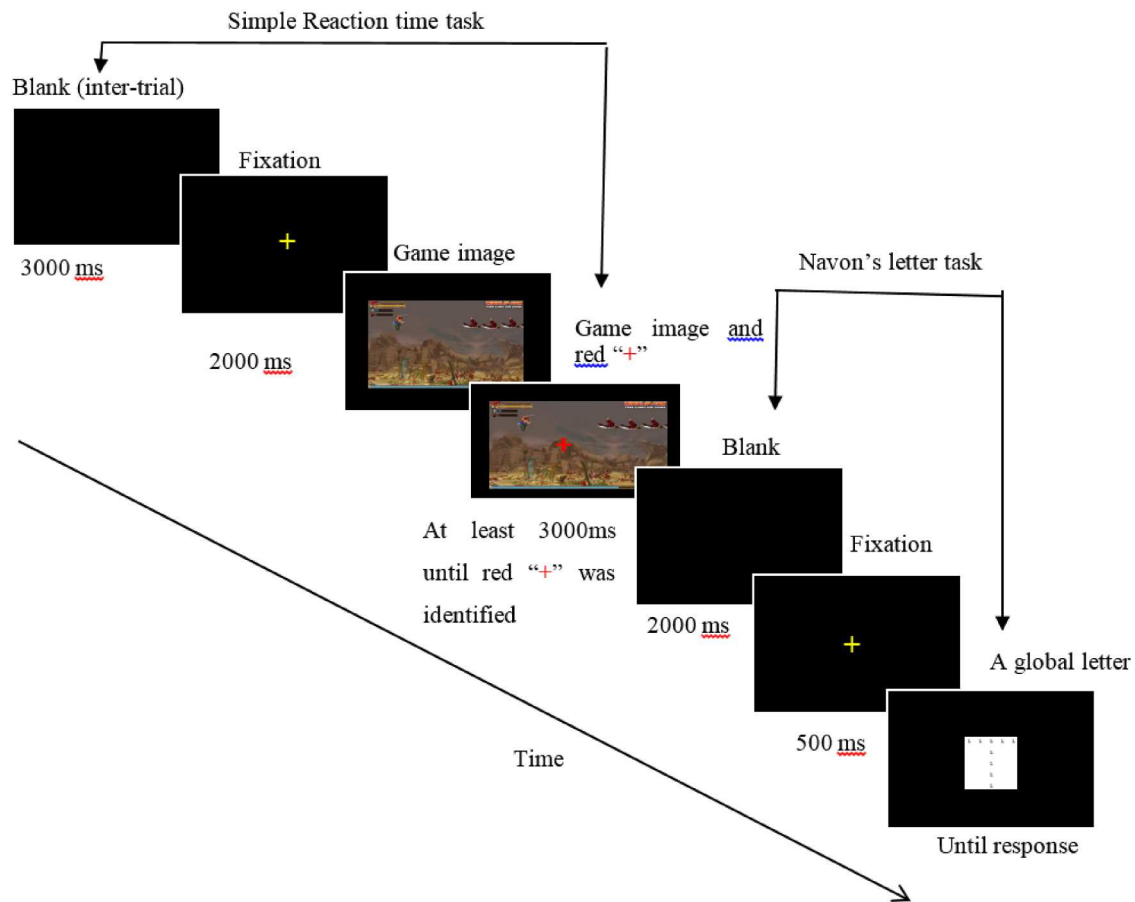 Simple Reaction time task
Blank (inter-trial)
Fixation
3000 ms
Game image
Navon's letter task
2000 ms
Game image and
red “+”
Blank
At least 3000ms
until red “+” was
identified
Fixation
2000 ms
A global letter
500 ms
Time
L L L L L
L
L
L
L
Until response